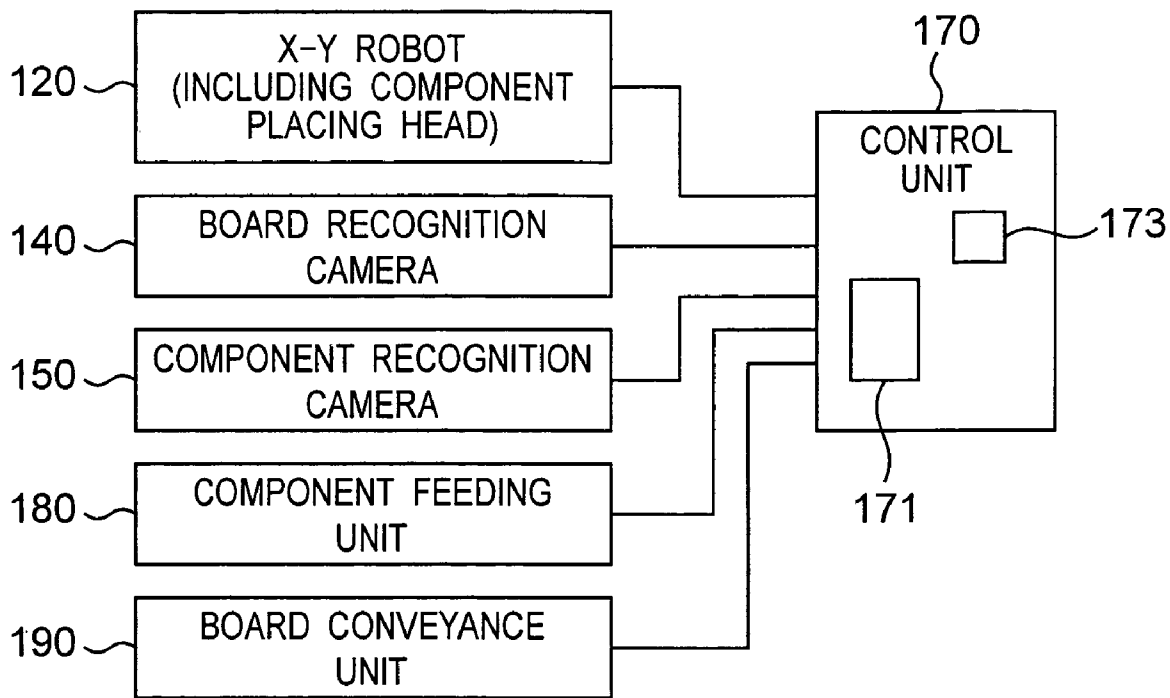 120
X-Y ROBOT
(INCLUDING COMPONENT
PLACING HEAD)
140
BOARD RECOGNITION
CAMERA
150
COMPONENT RECOGNITION
CAMERA
180
COMPONENT FEEDING
UNIT
190
BOARD CONVEYANCE
UNIT
170
CONTROL
UNIT
173
171